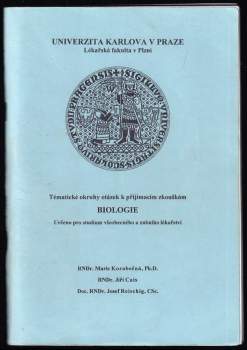 UNIVERZITA KARLOVA V PRAZE
Lékařská fakulta v Plzni
Tématické okruhy otázek k přijímacím zkouškám
BIOLOGIE
Určeno pro studium všeobecného a zubního lékařství
RNDr. Marie Korabečná, Ph.D.
RNDr. Jiří Cais
Doc. RNDr. Josef Reischig, CSc.